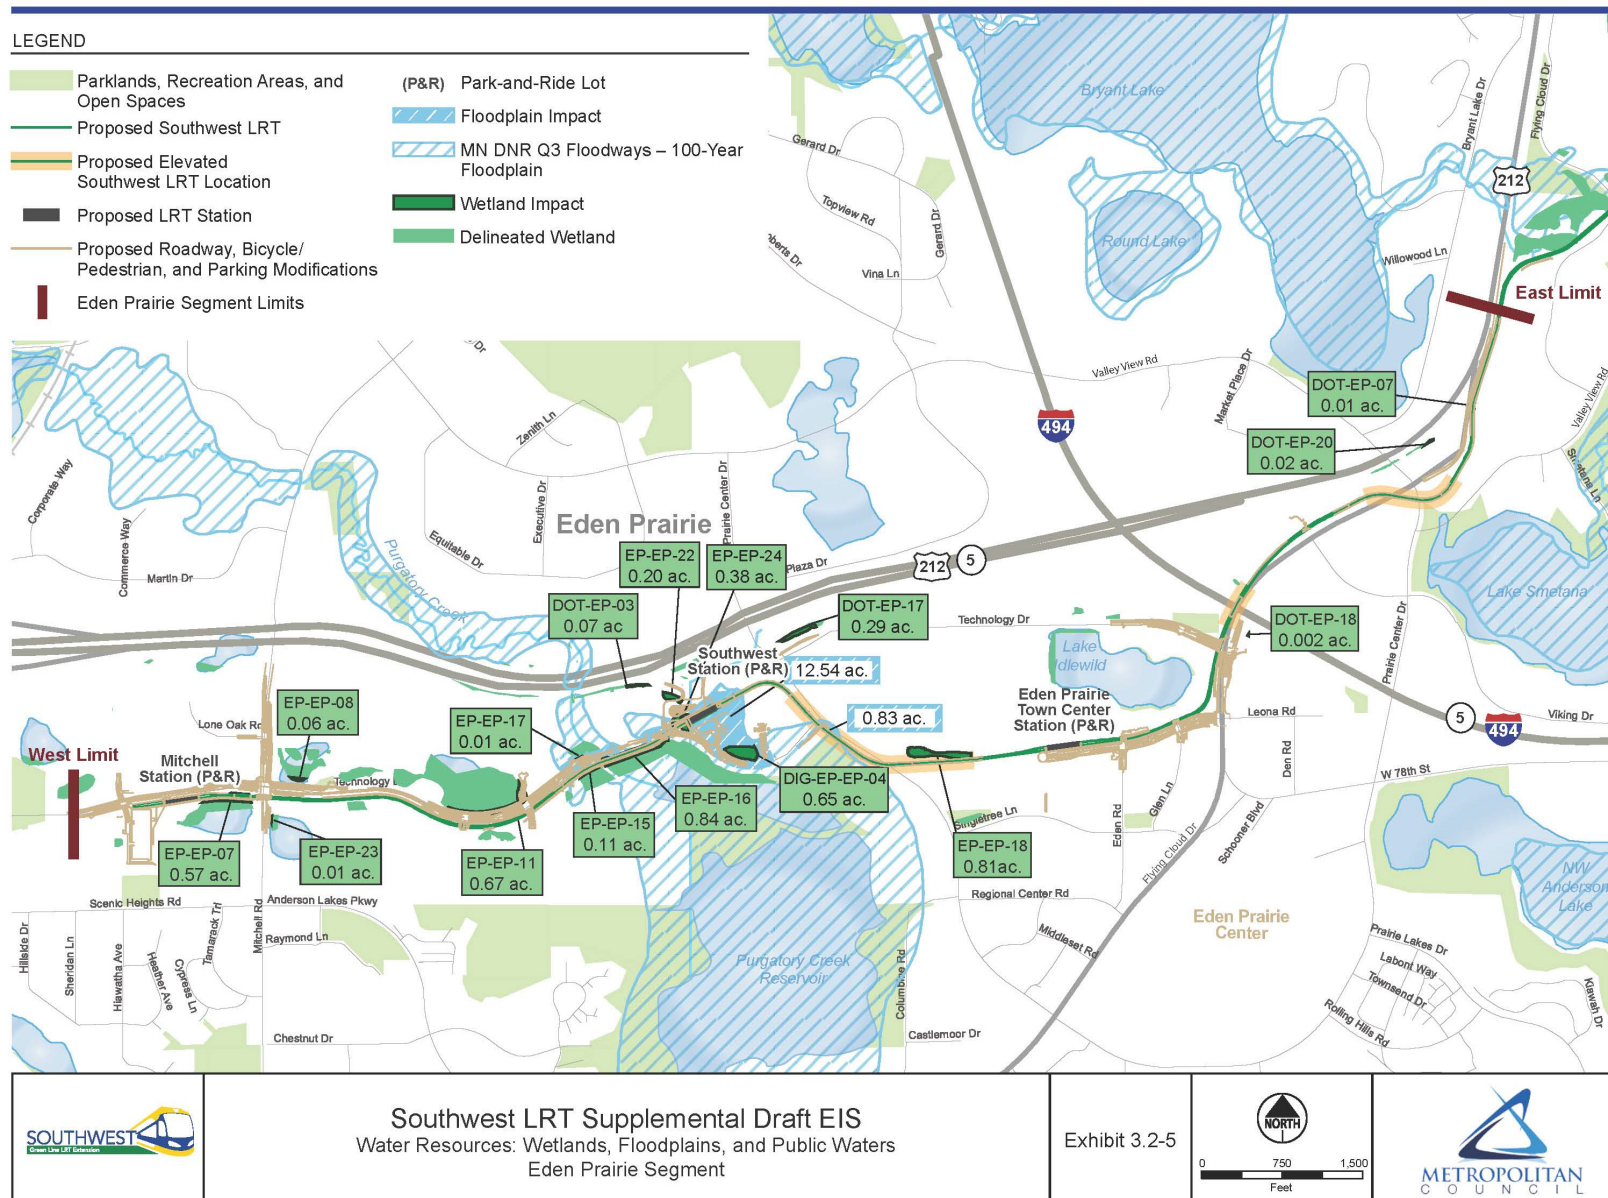 LEGEND
Parklands, Recreation Areas, and
Open Spaces
Proposed Southwest LRT
Proposed Elevated
Southwest LRT Location
Proposed LRT Station
Proposed Roadway, Bicycle/
Pedestrian, and Parking Modifications
Eden Prairie Segment Limits
(P&R) Park-and-Ride Lot
Floodplain Impact
MN DNR Q3 Floodways – 100-Year
Floodplain
Wetland Impact
Delineated Wetland
Bryant Lake
Bryant Lake Dr
Flying Cloud Dr
212
Gerard Dr
Topview Rd
Gerard Dr
Vina Ln
Round Lake
Willowood Ln
East Limit
Valley View Rd
Market Place Dr
Valley View Rd
DOT-EP-07
0.01 ac.
494
DOT-EP-20
0.02 ac.
Zenith Ln
Corporate Way
Commerce Way
Martin Dr
Equitable Dr
Executive Dr
Prairie Center Dr
Eden Prairie
Purgatory Creek
Plaza Dr
212
5
Lake Smetana
EP-EP-22
0.20 ac.
EP-EP-24
0.38 ac.
DOT-EP-03
0.07 ac
DOT-EP-17
0.29 ac.
Technology Dr
DOT-EP-18
0.002 ac.
Prairie Center Dr
Southwest
Station (P&R)
12.54 ac.
Lake
Idlewild
Eden Prairie
Town Center
Station (P&R)
0.83 ac.
Leona Rd
5
494
Viking Dr
EP-EP-08
0.06 ac.
Lone Oak Rd
EP-EP-17
0.01 ac.
West Limit
Mitchell
Station (P&R)
Den Rd
W 78th St
DIG-EP-EP-04
0.65 ac.
EP-EP-16
0.84 ac.
EP-EP-15
0.11 ac.
Singletree Ln
Eden Rd
Glen Ln
Schooner Blvd
Flying Cloud Dr
EP-EP-18
0.81ac.
EP-EP-07
0.57 ac.
EP-EP-23
0.01 ac.
EP-EP-11
0.67 ac.
NW
Anderson
Lake
Scenic Heights Rd
Anderson Lakes Pkwy
Regional Center Rd
Hillside Dr
Sheridan Ln
Hiawatha Ave
Heather Ave
Cypress Ln
Tamarack Trl
Mitchell Rd
Raymond Ln
Middleset Rd
Eden Prairie
Center
Prairie Lakes Dr
Labont Way
Townsend Dr
Rolling Hills Rd
Kiawah Dr
Purgatory Creek
Reservoir
Columbine Rd
Castlemoor Dr
Chestnut Dr
SOUTHWEST
Green Line LRT Extension
Southwest LRT Supplemental Draft EIS
Water Resources: Wetlands, Floodplains, and Public Waters
Eden Prairie Segment
Exhibit 3.2-5
NORTH
0 750 1,500
Feet
METROPOLITAN
COUNCIL